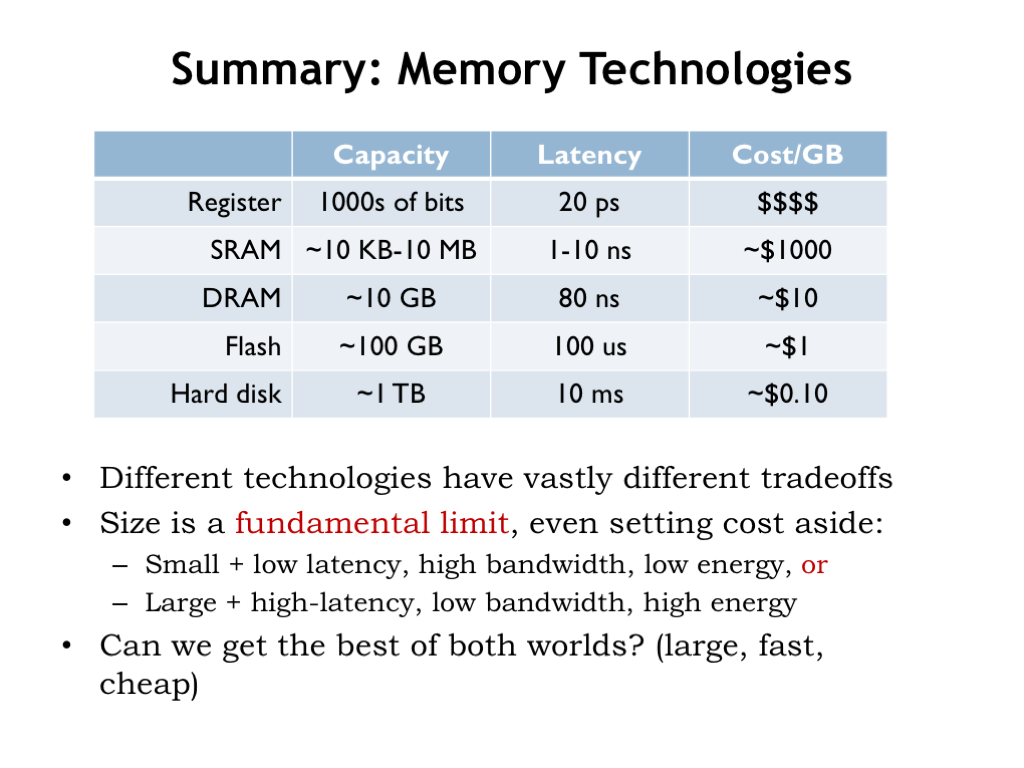 Summary: Memory Technologies
Capacity Latency Cost/GB
Register 1000s of bits 20 ps $$$$
SRAM ~10 KB-10 MB 1-10 ns ~$1000
DRAM ~10 GB 80 ns ~$10
Flash ~100 GB 100 us ~$1
Hard disk ~1 TB 10 ms ~$0.10
• Different technologies have vastly different tradeoffs
• Size is a fundamental limit, even setting cost aside:
– Small + low latency, high bandwidth, low energy, or
– Large + high-latency, low bandwidth, high energy
• Can we get the best of both worlds? (large, fast,
cheap)